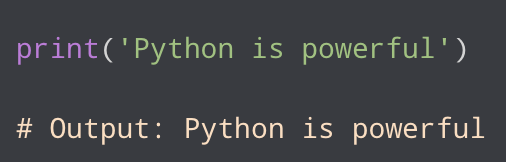 print('Python is powerful')
# Output: Python is powerful